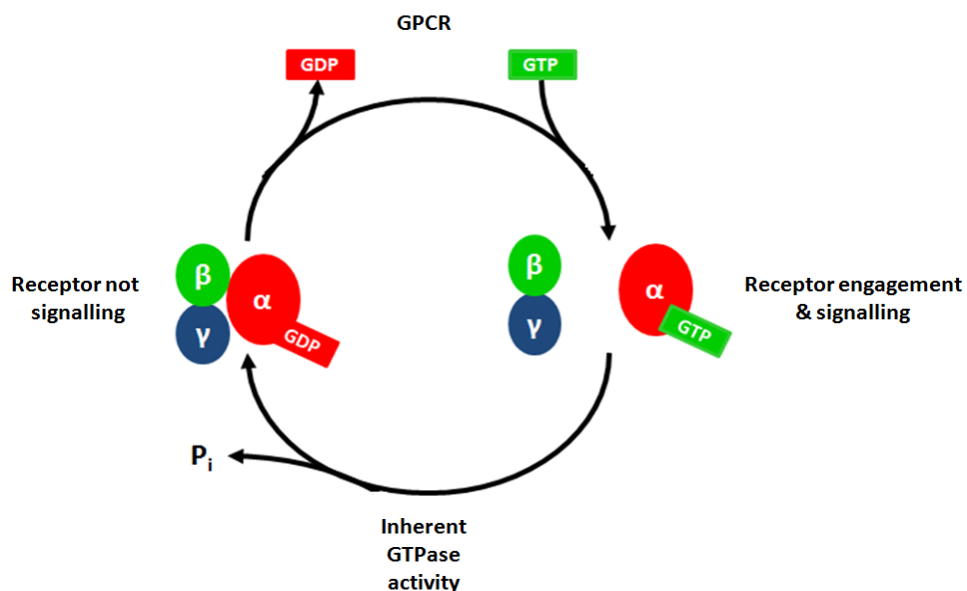 GPCR
GDP
GTP
Receptor not
signalling
β
α
γ
GDP
β
α
γ
GTP
Receptor engagement
& signalling
Pi
Inherent
GTPase
activity